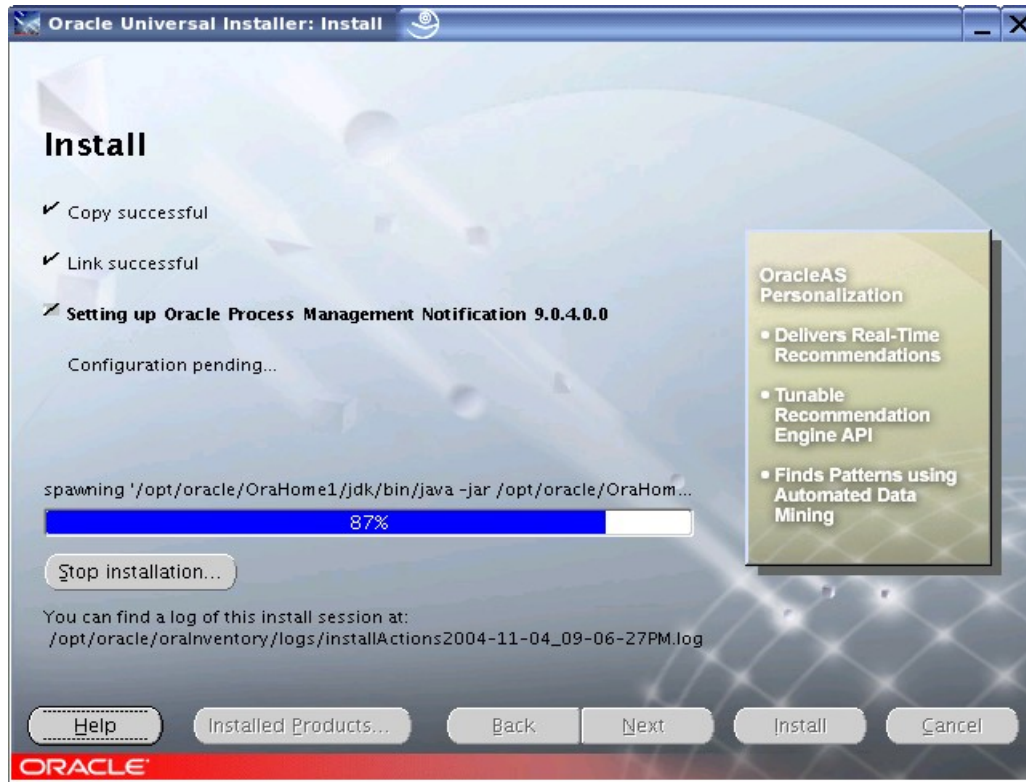 Oracle Universal Installer: Install
Install
Copy successful
Link successful
Setting up Oracle Process Management Notification 9.0.4.0.0
Configuration pending...
spawning '/opt/oracle/OraHome1/jdk/bin/java -jar /opt/oracle/OraHom...
87%
Stop installation...
You can find a log of this install session at:
/opt/oracle/oraInventory/logs/installActions2004-11-04_09-06-27PM.log
OracleAS
Personalization
• Delivers Real-Time
Recommendations
• Tunable
Recommendation
Engine API
• Finds Patterns using
Automated Data
Mining
Help
Installed Products...
Back
Next
Install
Cancel
ORACLE